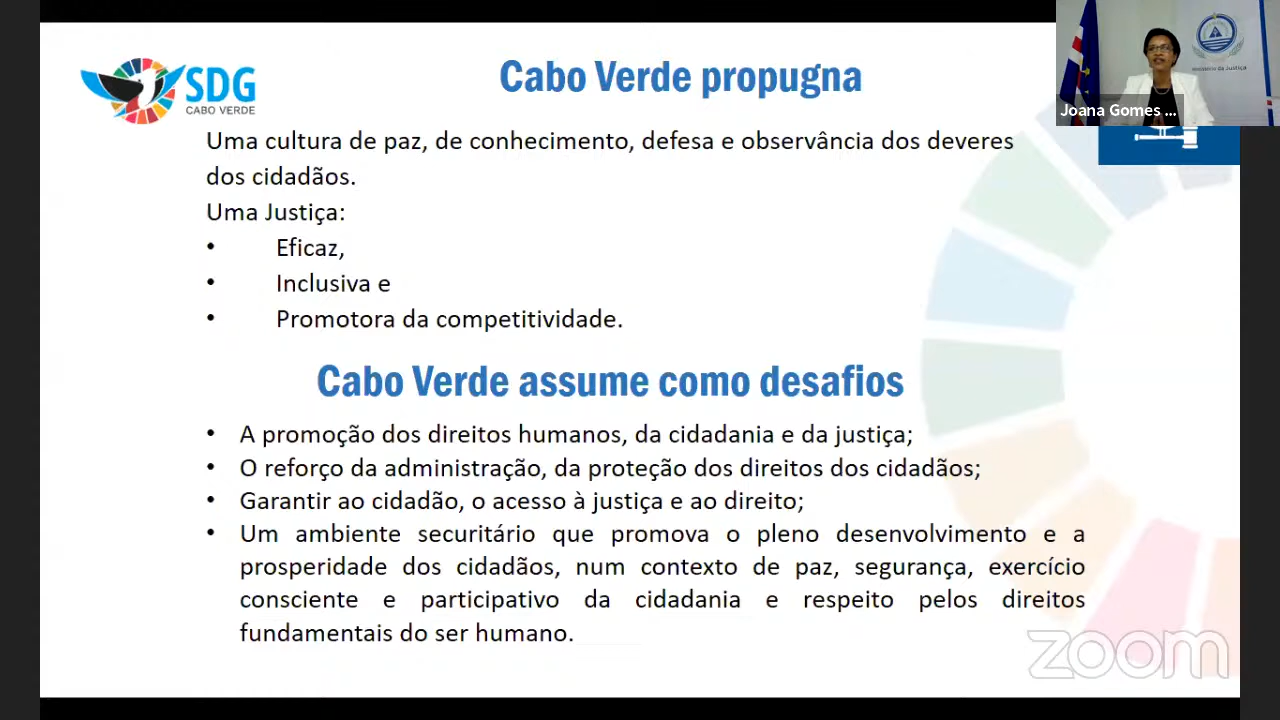 SDG
CABO VERDE
Cabo Verde propugna
Joana Gomes ...
Ministério da Justiça
Uma cultura de paz, de conhecimento, defesa e observância dos deveres
dos cidadãos.
Uma Justiça:
• Eficaz,
• Inclusiva e
• Promotora da competitividade.
Cabo Verde assume como desafios
• A promoção dos direitos humanos, da cidadania e da justiça;
• O reforço da administração, da proteção dos direitos dos cidadãos;
• Garantir ao cidadão, o acesso à justiça e ao direito;
• Um ambiente securitário que promova o pleno desenvolvimento e a
prosperidade dos cidadãos, num contexto de paz, segurança, exercício
consciente e participativo da cidadania e respeito pelos direitos
fundamentais do ser humano.
zoom